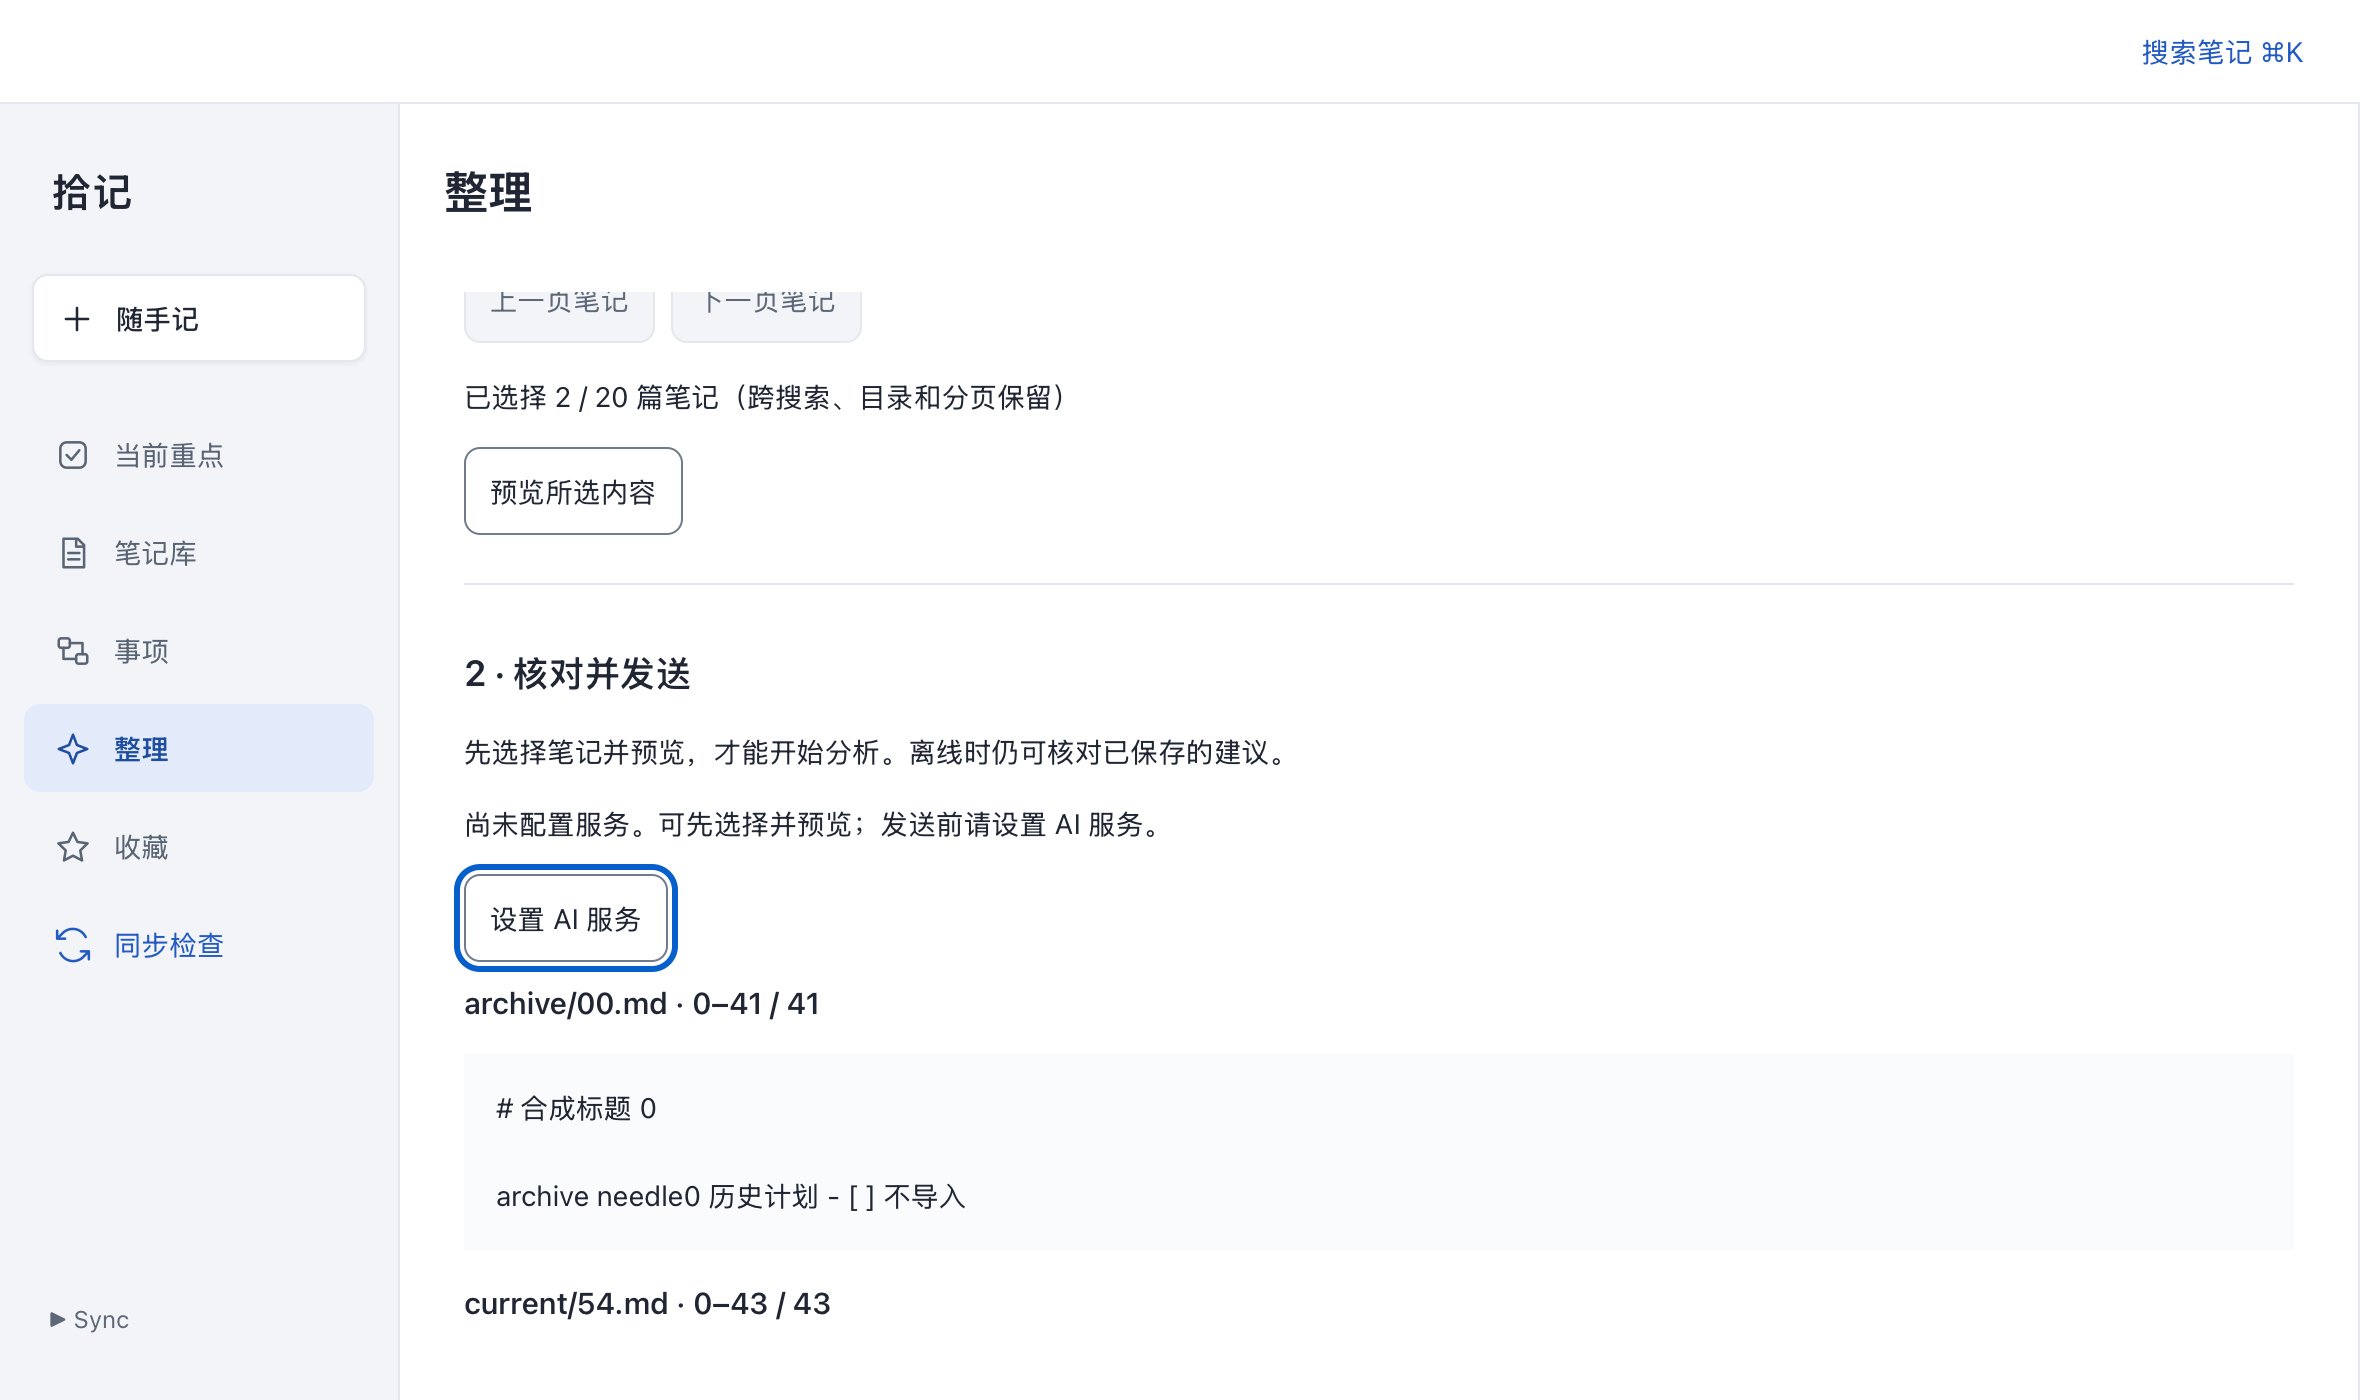 搜索笔记 ⌘K
拾记
随手记
当前重点
笔记库
事项
整理
收藏
同步检查
Sync
整理
上一页笔记 下一页笔记
已选择 2 / 20 篇笔记（跨搜索、目录和分页保留）
预览所选内容
2 · 核对并发送
先选择笔记并预览，才能开始分析。离线时仍可核对已保存的建议。
尚未配置服务。可先选择并预览；发送前请设置 AI 服务。
设置 AI 服务
archive/00.md · 0–41 / 41
# 合成标题 0
archive needle0 历史计划 - [ ] 不导入
current/54.md · 0–43 / 43